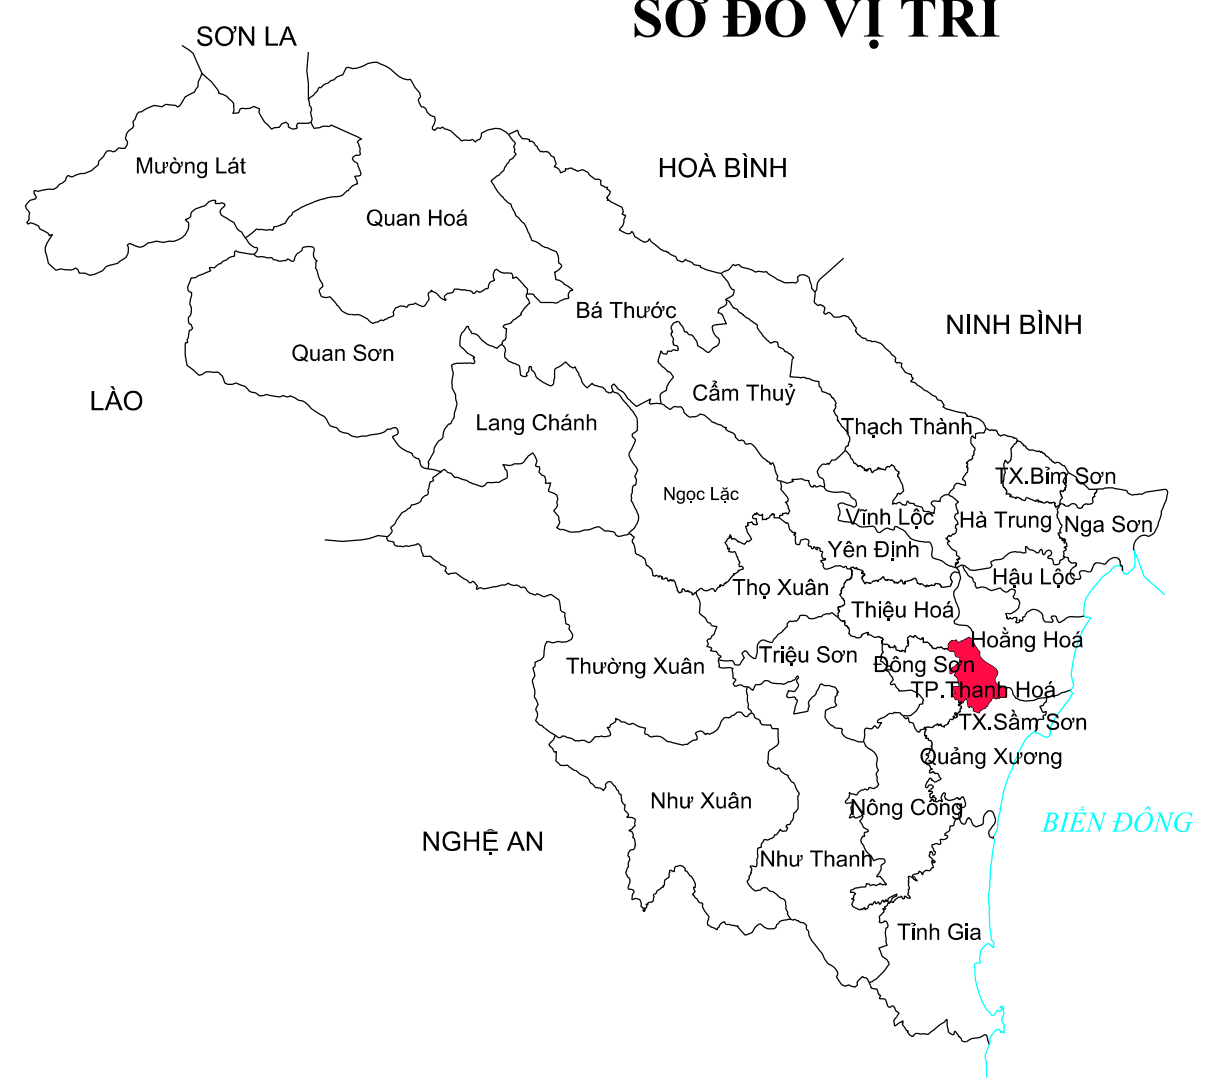 SƠ ĐỒ VỊ TRÍ
SƠN LA
Mường Lát
HOÀ BÌNH
Quan Hoá
Bá Thước
NINH BÌNH
Quan Sơn
LÀO
Cẩm Thuỷ
Lang Chánh
Thạch Thành
TX.Bỉm Sơn
Ngọc Lặc
Vĩnh Lộc
Hà Trung
Nga Sơn
Yên Định
Hậu Lộc
Thọ Xuân
Thiệu Hoá
Hoằng Hoá
Triệu Sơn
Đông Sơn
Thường Xuân
TP.Thanh Hoá
TX.Sầm Sơn
Quảng Xương
Như Xuân
Nông Cống
BIỂN ĐÔNG
NGHỆ AN
Như Thanh
Tỉnh Gia